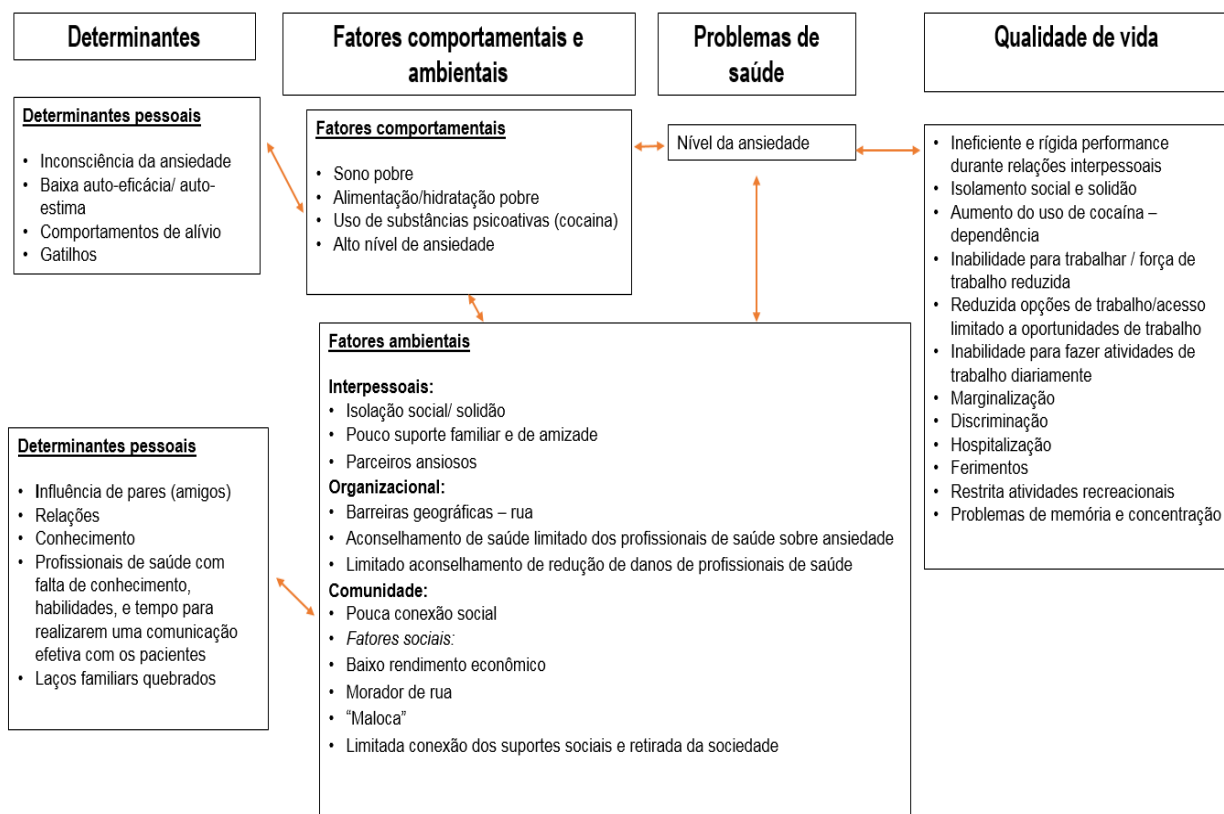 Determinantes
Fatores comportamentais e
ambientais
Problemas de
saúde
Qualidade de vida
Determinantes pessoais
• Inconsciência da ansiedade
• Baixa auto-eficácia/ auto-
estima
• Comportamentos de alívio
• Gatilhos
Fatores comportamentais
• Sono pobre
• Alimentação/hidratação pobre
• Uso de substâncias psicoativas (cocaina)
• Alto nível de ansiedade
Nível da ansiedade
• Ineficiente e rígida performance
durante relações interpessoais
• Isolamento social e solidão
• Aumento do uso de cocaína –
dependência
• Inabilidade para trabalhar / força de
trabalho reduzida
• Reduzida opções de trabalho/acesso
limitado a oportunidades de trabalho
• Inabilidade para fazer atividades de
trabalho diariamente
• Marginalização
• Discriminação
• Hospitalização
• Ferimentos
• Restrita atividades recreacionais
• Problemas de memória e concentração
Fatores ambientais
Interpessoais:
• Isolação social/ solidão
• Pouco suporte familiar e de amizade
• Parceiros ansiosos
Organizacional:
• Barreiras geográficas – rua
• Aconselhamento de saúde limitado dos profissionais de saúde sobre ansiedade
• Limitado aconselhamento de redução de danos de profissionais de saúde
Comunidade:
• Pouca conexão social
• Fatores sociais:
• Baixo rendimento econômico
• Morador de rua
• “Maloca”
• Limitada conexão dos suportes sociais e retirada da sociedade
Determinantes pessoais
• Influência de pares (amigos)
• Relações
• Conhecimento
• Profissionais de saúde com
falta de conhecimento,
habilidades, e tempo para
realizarem uma comunicação
efetiva com os pacientes
• Laços familiars quebrados